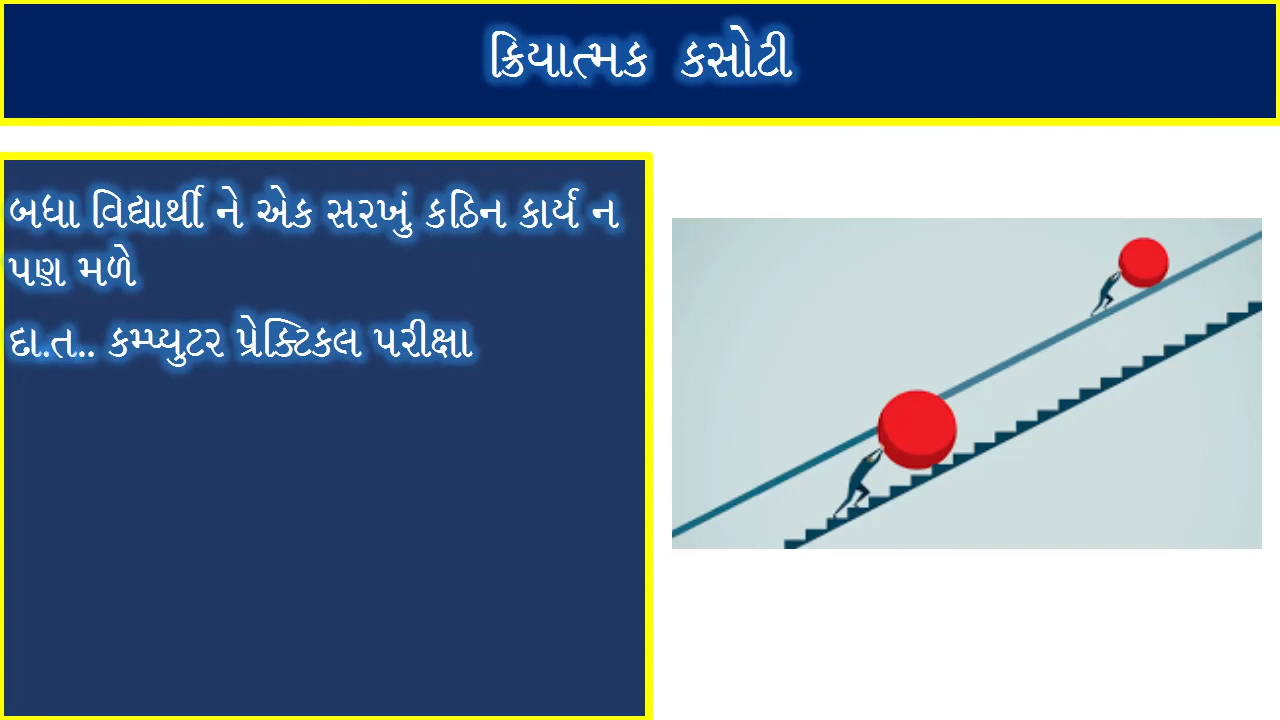 ક્રિયાત્મક કસોટી
બધા વિદ્યાર્થી ને એક સરખું કઠિન કાર્ય ન
પણ મળે
દા.ત.. કમ્પ્યુટર પ્રેક્ટિકલ પરીક્ષા